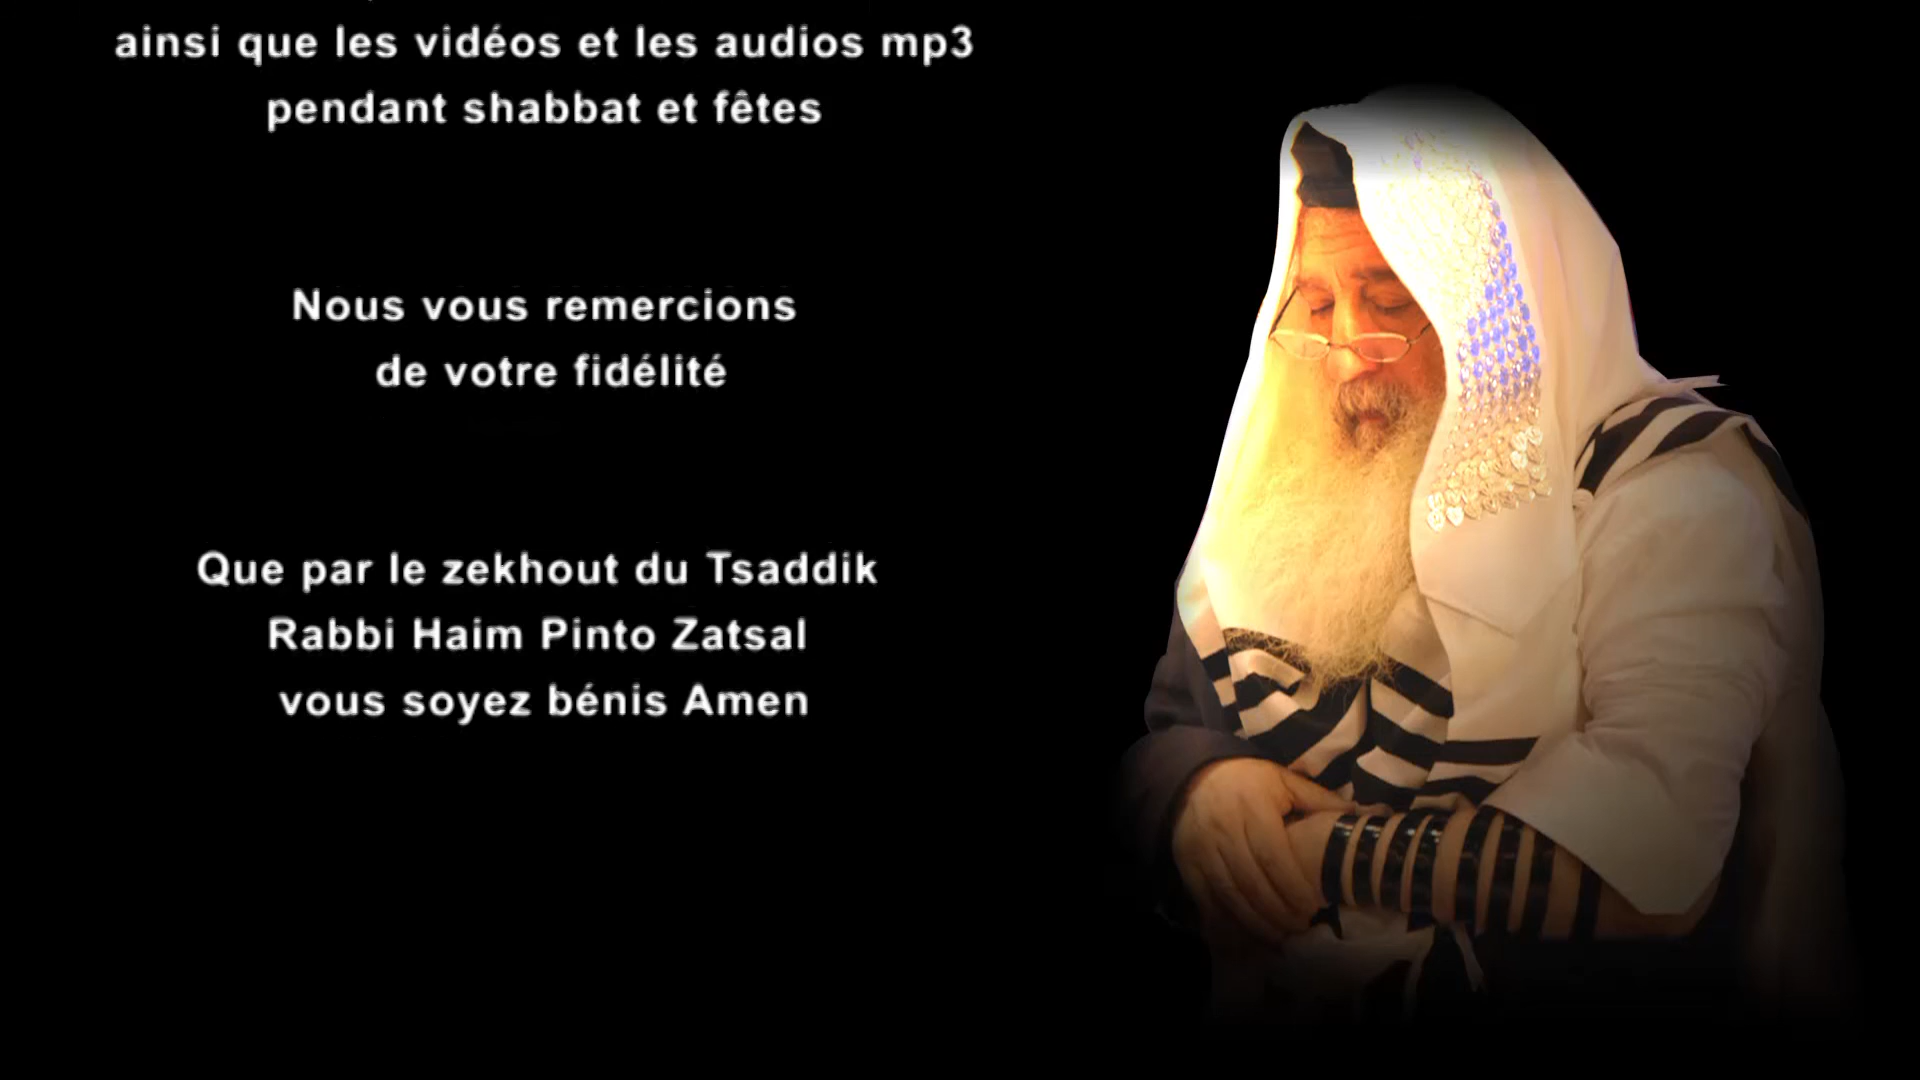 ainsi que les vidéos et les audios mp3
pendant shabbat et fêtes
Nous vous remercions
de votre fidélité
Que par le zekhout du Tsaddik
Rabbi Haim Pinto Zatsal
vous soyez bénis Amen